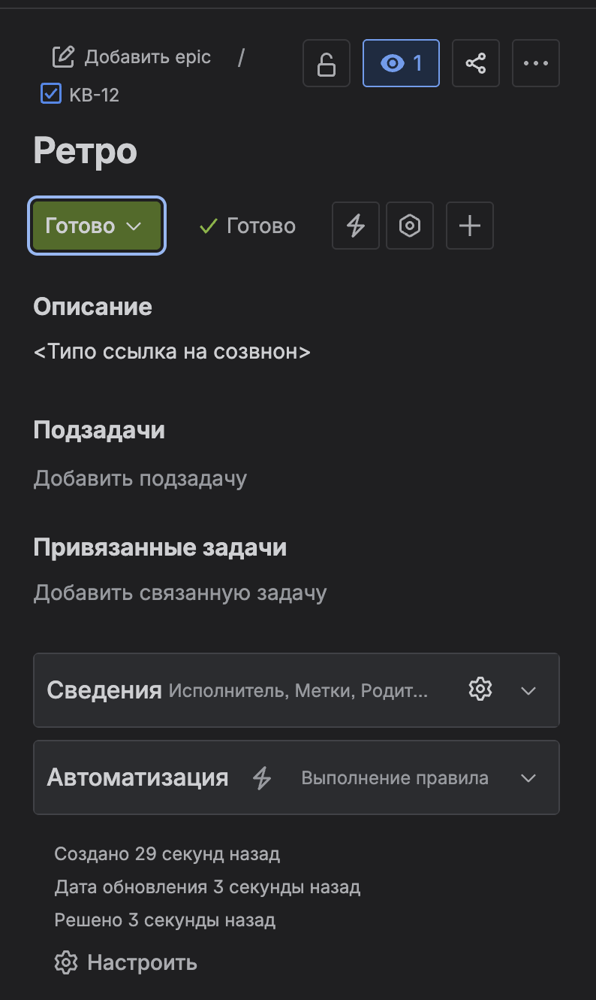 Добавить epic /
1
KB-12
Ретро
Готово
Готово
Описание
<Типо ссылка на созвнон>
Подзадачи
Добавить подзадачу
Привязанные задачи
Добавить связанную задачу
Сведения Исполнитель, Метки, Родит...
Автоматизация Выполнение правила
Создано 29 секунд назад
Дата обновления 3 секунды назад
Решено 3 секунды назад
Настроить